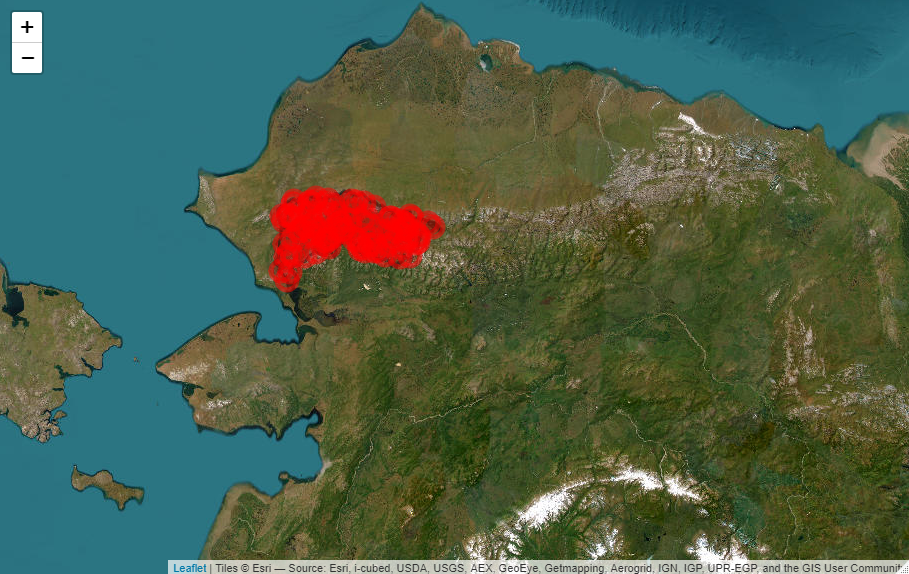 +
−
Leaflet | Tiles © Esri — Source: Esri, i-cubed, USDA, USGS, AEX, GeoEye, Getmapping, Aerogrid, IGN, IGP, UPR-EGP, and the GIS User Communit